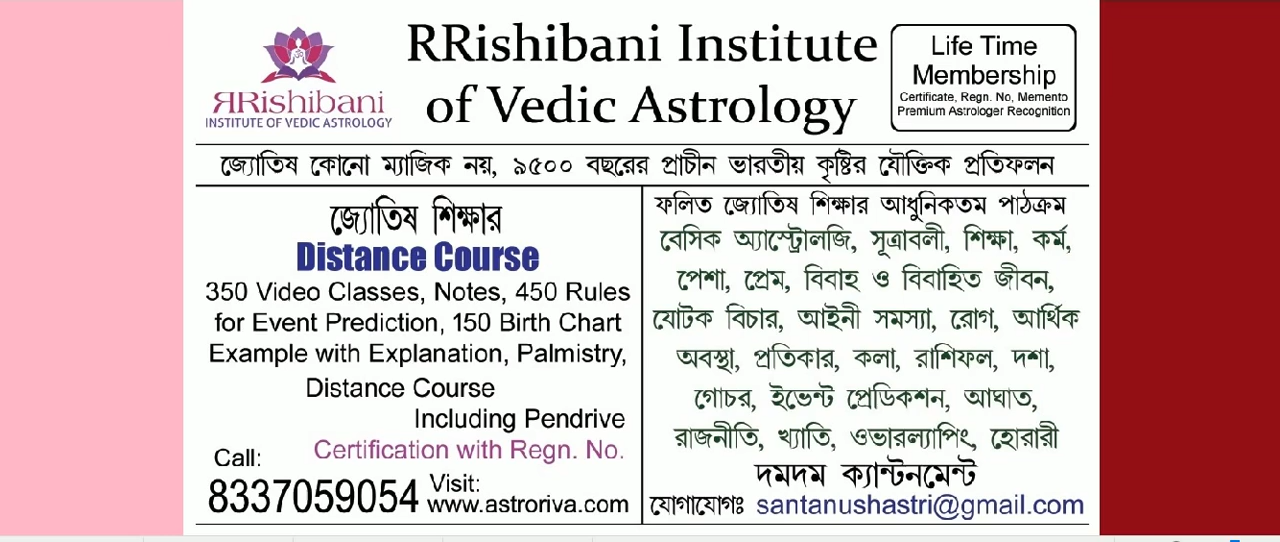 ЯRishibani
INSTITUTE OF VEDIC ASTROLOGY
RRishibani Institute
of Vedic Astrology
Life Time
Membership
Certificate, Regn. No, Memento
Premium Astrologer Recognition
জ্যোতিষ কোনো ম্যাজিক নয়, ৯৫০০ বছরের প্রাচীন ভারতীয় কৃষ্টির যৌক্তিক প্রতিফলন
জ্যোতিষ শিক্ষার
Distance Course
350 Video Classes, Notes, 450 Rules
for Event Prediction, 150 Birth Chart
Example with Explanation, Palmistry,
Distance Course
Including Pendrive
Certification with Regn. No.
Call:
8337059054
Visit:
www.astroriva.com
ফলিত জ্যোতিষ শিক্ষার আধুনিকতম পাঠক্রম
বেসিক অ্যাস্ট্রোলজি, সূত্রাবলী, শিক্ষা, কর্ম,
পেশা, প্রেম, বিবাহ ও বিবাহিত জীবন,
যোটক বিচার, আইনী সমস্যা, রোগ, আর্থিক
অবস্থা, প্রতিকার, কলা, রাশিফল, দশা,
গোচর, ইভেন্ট প্রেডিকশন, আঘাত,
রাজনীতি, খ্যাতি, ওভারল্যাপিং, হোরারী
দমদম ক্যান্টনমেন্ট
যোগাযোগঃ santanushastri@gmail.com